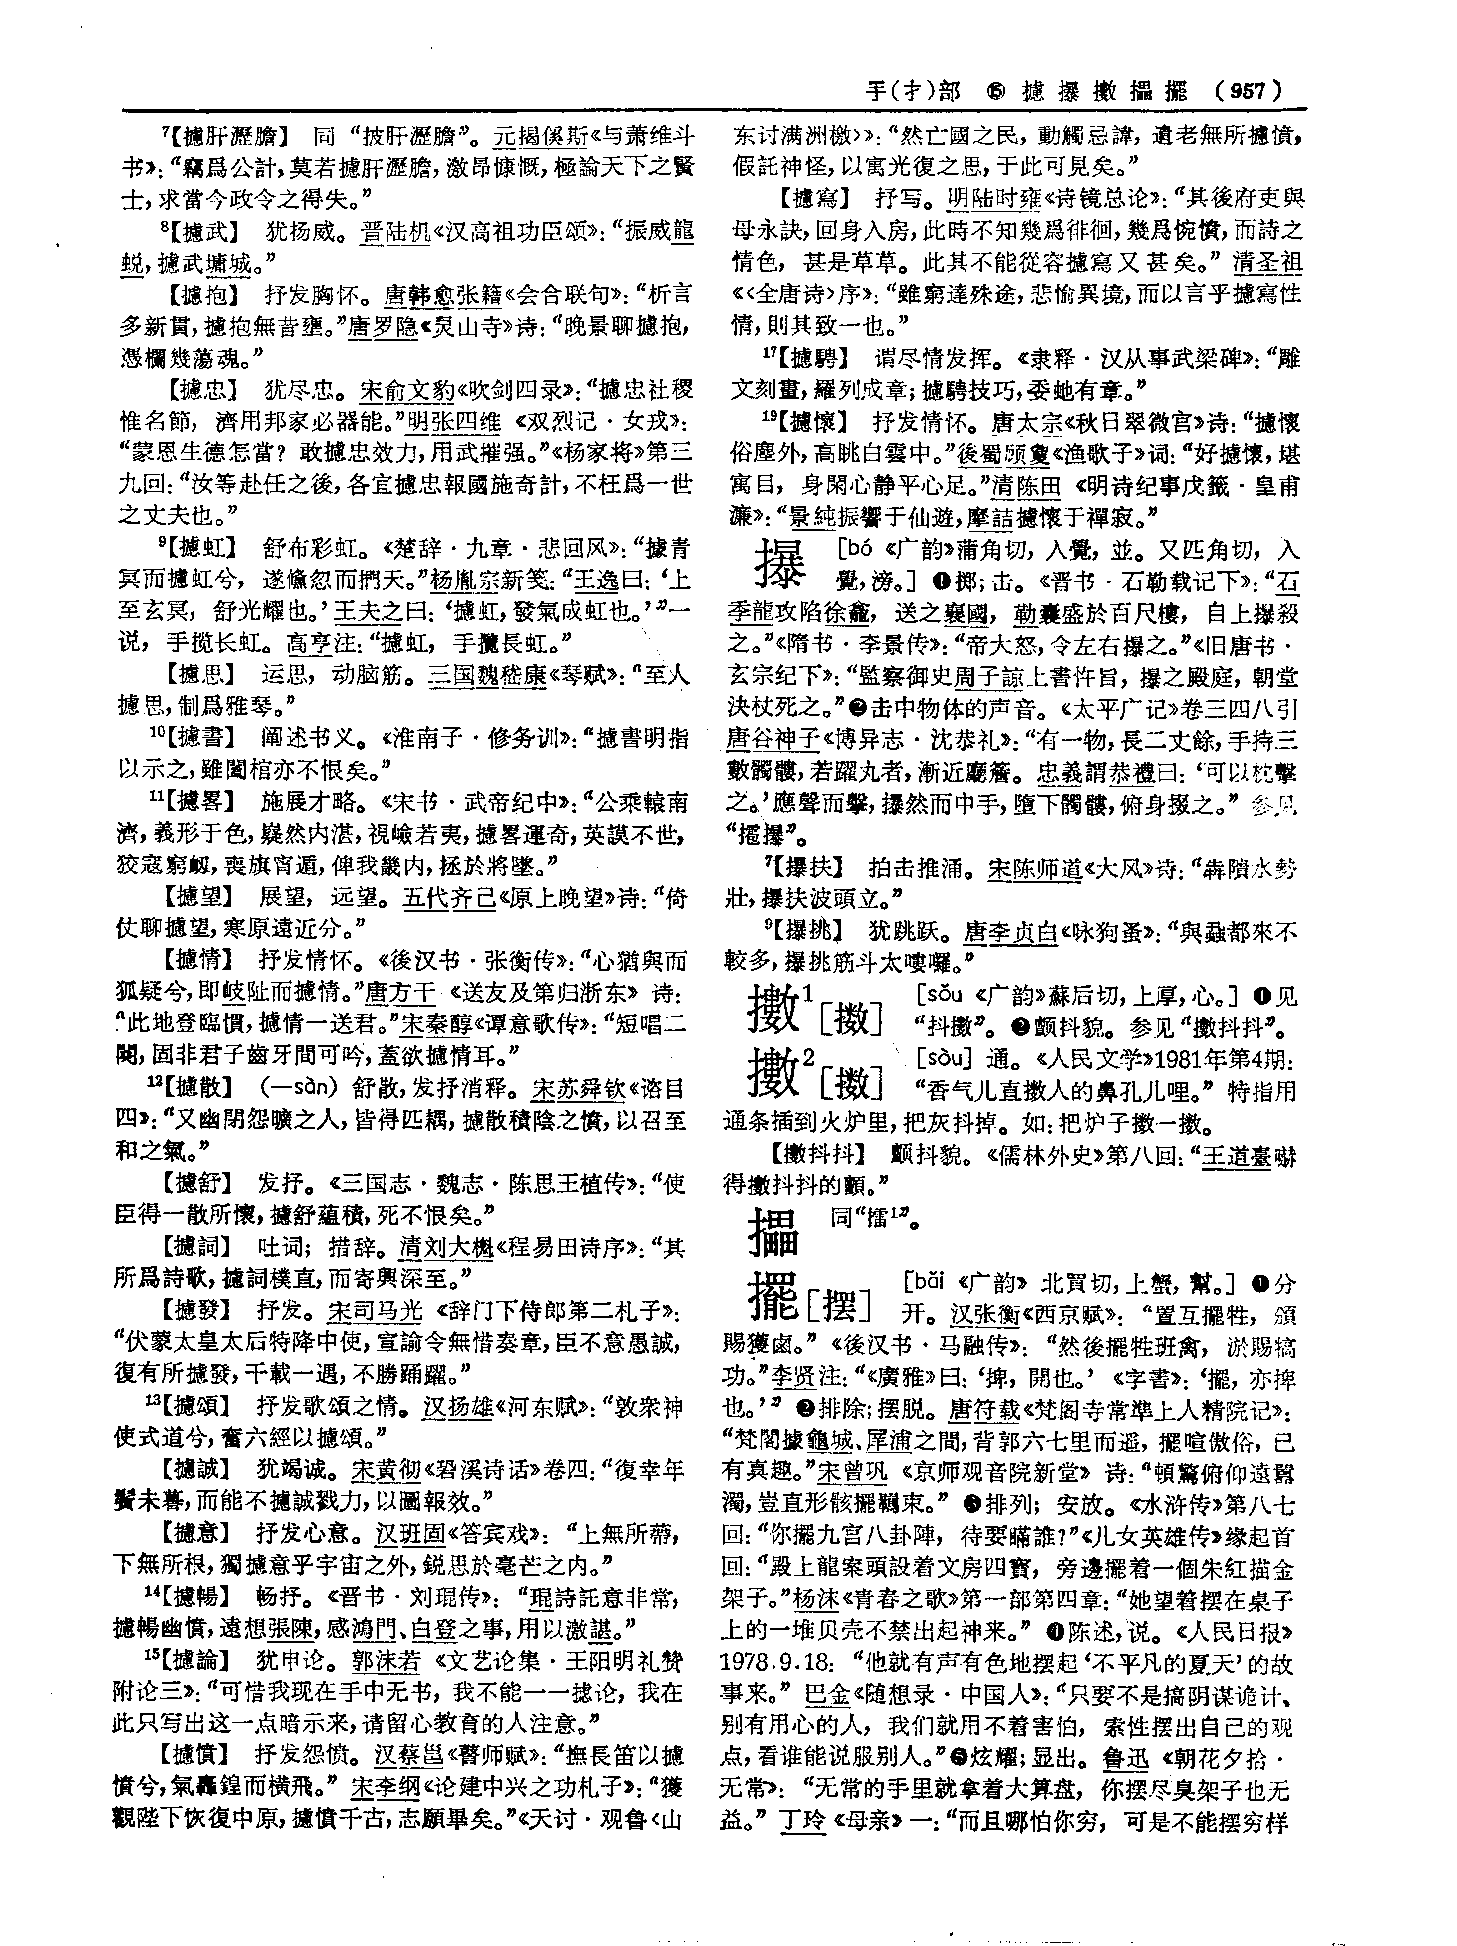 手(扌)部 ⑮ 攄㩧擻㩳擺 (957)
⁷【攄肝瀝膽】 同“披肝瀝膽”。元揭傒斯《与萧维斗
书》：“竊爲公計，莫若攄肝瀝膽，激昂慷慨，極論天下之賢
士，求當今政令之得失。”
⁸【攄武】 犹扬威。晋陆机《汉高祖功臣颂》：“振威龍
蜕，攄武墉城。”
【攄抱】 抒发胸怀。唐韩愈张籍《会合联句》：“析言
多新貫，攄抱無昔壅。”唐罗隐《炅山寺》诗：“晚景聊攄抱，
憑欄幾蕩魂。”
【攄忠】 犹尽忠。宋俞文豹《吹剑四录》：“攄忠社稷
惟名節，濟用邦家必器能。”明张四维《双烈记·女戎》：
“蒙恩生德怎當？敢攄忠效力，用武摧强。”《杨家将》第三
九回：“汝等赴任之後，各宜攄忠報國施奇計，不枉爲一世
之丈夫也。”
⁹【攄虹】 舒布彩虹。《楚辞·九章·悲回风》：“據青
冥而攄虹兮，遂儵忽而捫天。”杨胤宗新笺：“王逸曰：‘上
至玄冥，舒光耀也。’王夫之曰：‘攄虹，發氣成虹也。’”一
说，手揽长虹。高亨注：“攄虹，手攬長虹。”
【攄思】 运思，动脑筋。三国魏嵇康《琴赋》：“至人
攄思，制爲雅琴。”
¹⁰【攄書】 阐述书义。《淮南子·修务训》：“攄書明指
以示之，雖闔棺亦不恨矣。”
¹¹【攄畧】 施展才略。《宋书·武帝纪中》：“公乘轅南
濟，義形于色，嶷然内湛，視嶮若夷，攄畧運奇，英謨不世，
狡寇窮衂，喪旗宵遁，俾我畿内，拯於將墜。”
【攄望】 展望，远望。五代齐己《原上晚望》诗：“倚
仗聊攄望，寒原遠近分。”
【攄情】 抒发情怀。《後汉书·张衡传》：“心猶與而
狐疑兮，即岐阯而攄情。”唐方干《送友及第归浙东》诗：
“此地登臨慣，攄情一送君。”宋秦醇《谭意歌传》：“短唱二
闋，固非君子齒牙間可吟，蓋欲攄情耳。”
¹²【攄散】 (—sàn) 舒散，发抒消释。宋苏舜钦《谘目
四》：“又幽閉怨曠之人，皆得匹耦，攄散積陰之憤，以召至
和之氣。”
【攄舒】 发抒。《三国志·魏志·陈思王植传》：“使
臣得一散所懷，攄舒蘊積，死不恨矣。”
【攄詞】 吐词；措辞。清刘大櫆《程易田诗序》：“其
所爲詩歌，攄詞樸直，而寄興深至。”
【攄發】 抒发。宋司马光《辞门下侍郎第二札子》：
“伏蒙太皇太后特降中使，宣諭令無惜奏章，臣不意愚誠，
復有所攄發，千載一遇，不勝踊躍。”
¹³【攄頌】 抒发歌颂之情。汉扬雄《河东赋》：“敦衆神
使式道兮，奮六經以攄頌。”
【攄誠】 犹竭诚。宋黄彻《䂬溪诗话》卷四：“復幸年
鬢未暮，而能不攄誠戮力，以圖報效。”
【攄意】 抒发心意。汉班固《答宾戏》：“上無所蔕，
下無所根，獨攄意乎宇宙之外，鋭思於毫芒之内。”
¹⁴【攄暢】 畅抒。《晋书·刘琨传》：“琨詩託意非常，
攄暢幽憤，遠想張陳，感鴻門、白登之事，用以激諶。”
¹⁵【攄論】 犹申论。郭沫若《文艺论集·王阳明礼赞
附论三》：“可惜我现在手中无书，我不能一一摅论，我在
此只写出这一点暗示来，请留心教育的人注意。”
【攄憤】 抒发怨愤。汉蔡邕《瞽师赋》：“撫長笛以攄
憤兮，氣轟鍠而横飛。” 宋李纲《论建中兴之功札子》：“獲
觀陛下恢復中原，攄憤千古，志願畢矣。”《天讨·观鲁〈山
东讨满洲檄〉》：“然亡國之民，動觸忌諱，遺老無所攄憤，
假託神怪，以寓光復之思，于此可見矣。”
【攄寫】 抒写。明陆时雍《诗镜总论》：“其後府吏與
母永訣，回身入房，此時不知幾爲徘徊，幾爲惋憤，而詩之
情色，甚是草草。此其不能從容攄寫又甚矣。” 清圣祖
《〈全唐诗〉序》：“雖窮達殊途，悲愉異境，而以言乎攄寫性
情，則其致一也。”
¹⁷【攄騁】 谓尽情发挥。《隶释·汉从事武梁碑》：“雕
文刻畫，羅列成章；攄騁技巧，委虵有章。”
¹⁹【攄懷】 抒发情怀。唐太宗《秋日翠微宫》诗：“攄懷
俗塵外，高眺白雲中。”後蜀顾敻《渔歌子》词：“好攄懷，堪
寓目，身閑心静平心足。”清陈田《明诗纪事戊籤·皇甫
濂》：“景純振響于仙遊，摩詰攄懷于禪寂。”
㩧 [bó《广韵》蒲角切，入覺，並。又匹角切，入
覺，滂。] ❶掷；击。《晋书·石勒载记下》：“石
季龍攻陷徐龕，送之襄國，勒囊盛於百尺樓，自上㩧殺
之。”《隋书·李景传》：“帝大怒，令左右㩧之。”《旧唐书·
玄宗纪下》：“監察御史周子諒上書忤旨，㩧之殿庭，朝堂
決杖死之。”❷击中物体的声音。《太平广记》卷三四八引
唐谷神子《博异志·沈恭礼》：“有一物，長二丈餘，手持三
數髑髏，若躍丸者，漸近廳簷。忠義謂恭禮曰：‘可以枕擊
之。’應聲而擊，㩧然而中手，墮下髑髏，俯身掇之。” 参见
“㩧”。
⁷【㩧扶】 拍击推涌。宋陈师道《大风》诗：“犇隤水勢
壯，㩧扶波頭立。”
⁹【㩧挑】 犹跳跃。唐李贞白《咏狗蚤》：“與蝨都來不
較多，㩧挑筋斗太嘍囉。”
擻¹[擞] [sǒu《广韵》蘇后切，上厚，心。] ❶见
“抖擻”。❷颤抖貌。参见“擻抖抖”。
擻²[擞] [sòu] 通。《人民文学》1981年第4期：
“香气儿直擞人的鼻孔儿哩。” 特指用
通条插到火炉里，把灰抖掉。如：把炉子擞一擞。
【擻抖抖】 颤抖貌。《儒林外史》第八回：“王道臺嚇
得擻抖抖的顫。”
㩳 同“擂¹”。
擺[摆] [bǎi《广韵》北買切，上蟹，幫。] ❶分
开。汉张衡《西京赋》：“置互擺牲，頒
賜獲鹵。”《後汉书·马融传》：“然後擺牲班禽，淤賜犒
功。”李贤注：“《廣雅》曰：‘捭，開也。’《字書》：‘擺，亦捭
也。’” ❷排除；摆脱。唐符载《梵阁寺常準上人精院记》：
“梵閣據龜城、犀浦之間，背郭六七里而遥，擺喧傲俗，已
有真趣。”宋曾巩《京师观音院新堂》诗：“頓驚俯仰遠囂
濁，豈直形骸擺羈束。” ❸排列；安放。《水浒传》第八七
回：“你擺九宫八卦陣，待要瞞誰？”《儿女英雄传》缘起首
回：“殿上龍案頭設着文房四寳，旁邊擺着一個朱紅描金
架子。”杨沫《青春之歌》第一部第四章：“她望着摆在桌子
上的一堆贝壳不禁出起神来。” ❹陈述，说。《人民日报》
1978.9.18：“他就有声有色地摆起‘不平凡的夏天’的故
事来。” 巴金《随想录·中国人》：“只要不是搞阴谋诡计、
别有用心的人，我们就用不着害怕，索性摆出自己的观
点，看谁能说服别人。”❺炫耀；显出。鲁迅《朝花夕拾·
无常》：“无常的手里就拿着大算盘，你摆尽臭架子也无
益。” 丁玲《母亲》一：“而且哪怕你穷，可是不能摆穷样